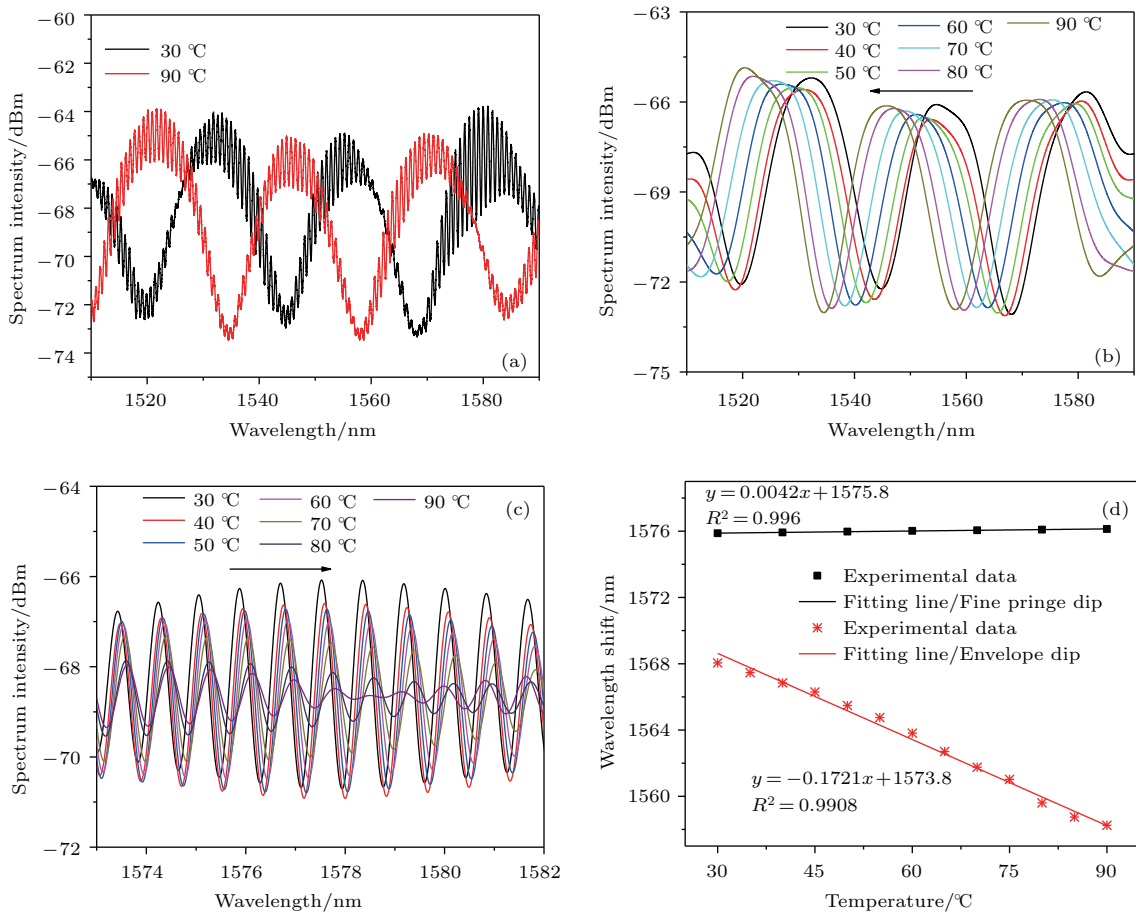 −60
−62
−64
−66
−68
−70
−72
−74
Spectrum intensity/dBm
30 ℃
90 ℃
(a)
1520
1540
1560
1580
Wavelength/nm
−63
−66
−69
−72
−75
Spectrum intensity/dBm
30 ℃
40 ℃
50 ℃
60 ℃
70 ℃
80 ℃
90 ℃
(b)
1520
1540
1560
1580
Wavelength/nm
−64
−66
−68
−70
−72
Spectrum intensity/dBm
30 ℃
40 ℃
50 ℃
60 ℃
70 ℃
80 ℃
90 ℃
(c)
1574
1576
1578
1580
1582
Wavelength/nm
1576
1572
1568
1564
1560
Wavelength shift/nm
y = 0.0042x+1575.8
R² = 0.996
(d)
Experimental data
Fitting line/Fine pringe dip
Experimental data
Fitting line/Envelope dip
y = −0.1721x+1573.8
R² = 0.9908
30
45
60
75
90
Temperature/℃